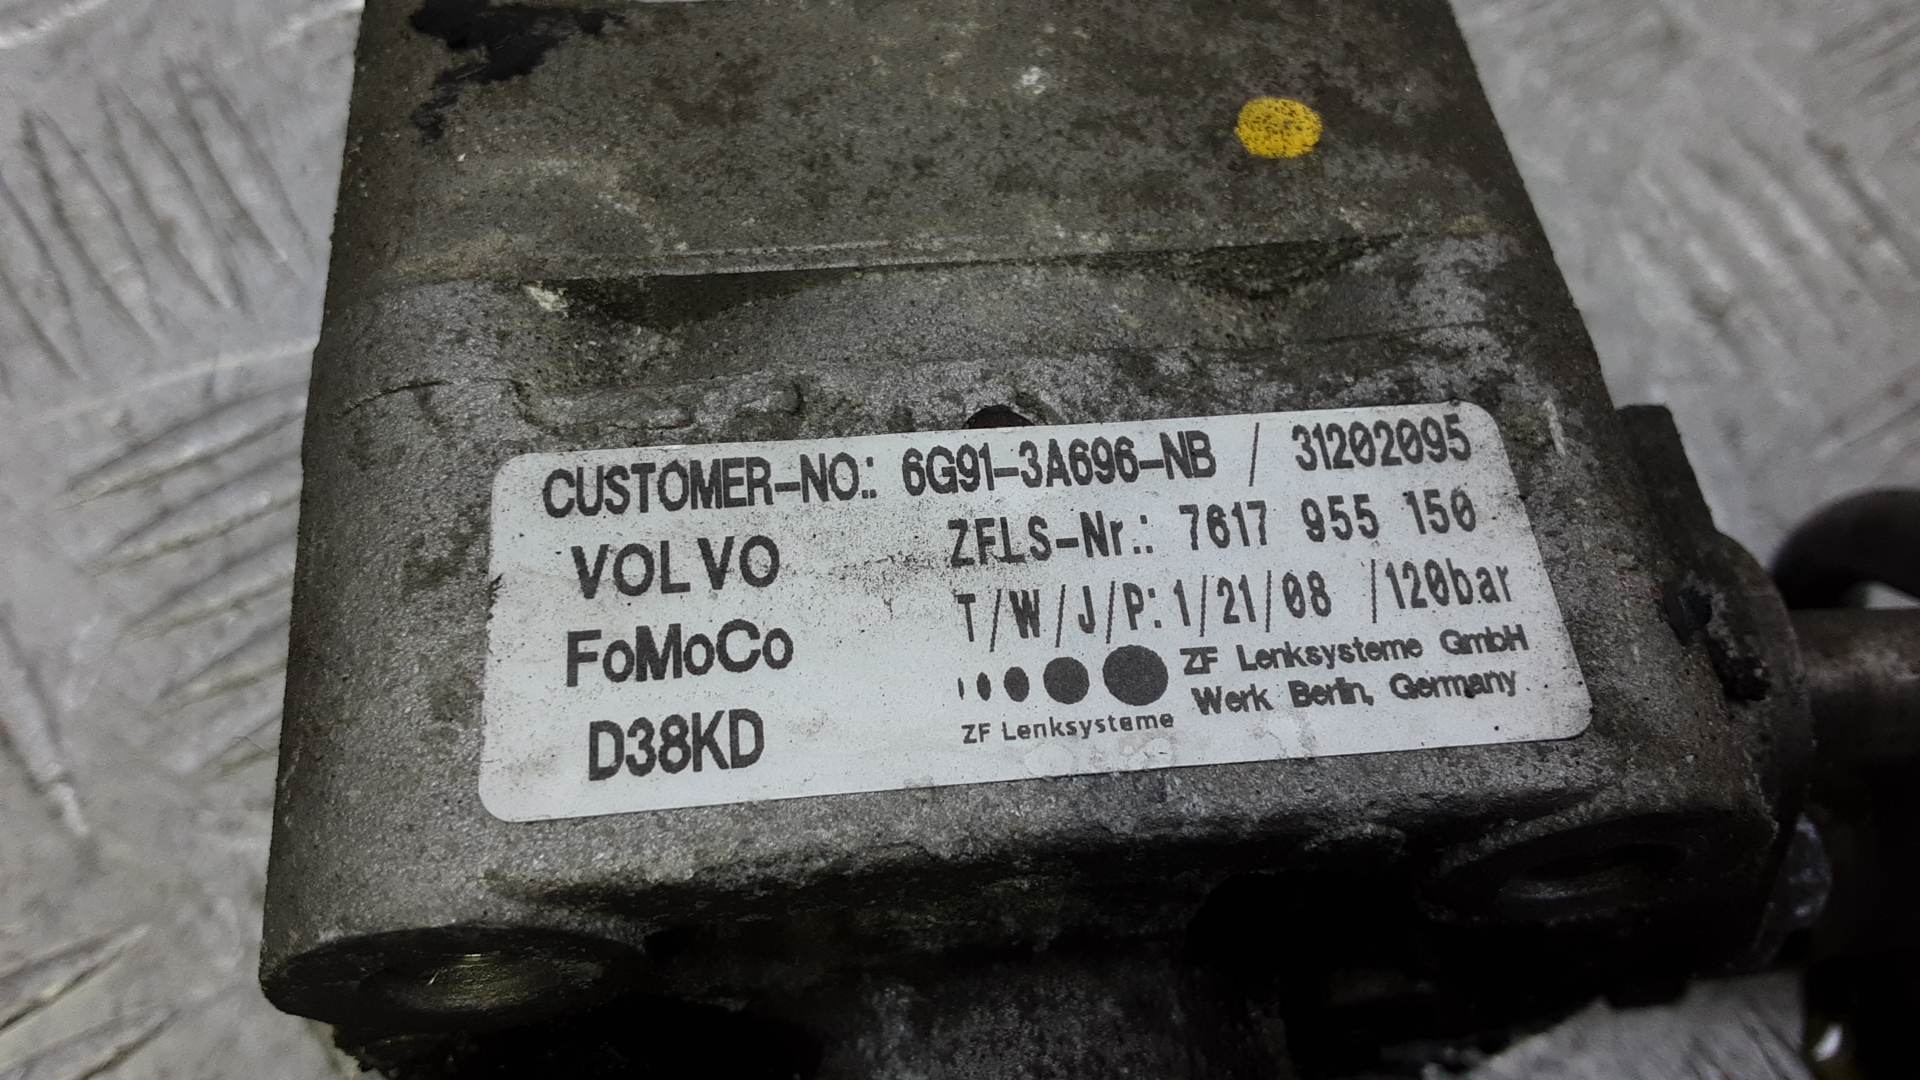 CUSTOMER-NO.: 6G91-3A696-NB / 31202095
VOLVO
ZFLS-Nr.: 7617 955 150
FoMoCo
T/W/J/P: 1/21/08 /120bar
D38KD
ZF Lenksysteme
ZF Lenksysteme GmbH
Werk Berlin, Germany